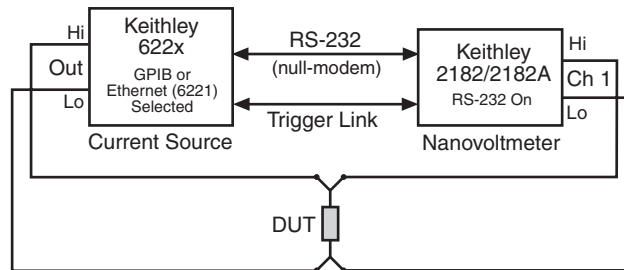 Keithley
622x
GPIB or
Ethernet (6221)
Selected
Hi
Out
Lo
Current Source
RS-232
(null-modem)
Trigger Link
Keithley
2182/2182A
RS-232 On
Hi
Ch 1
Lo
Nanovoltmeter
DUT